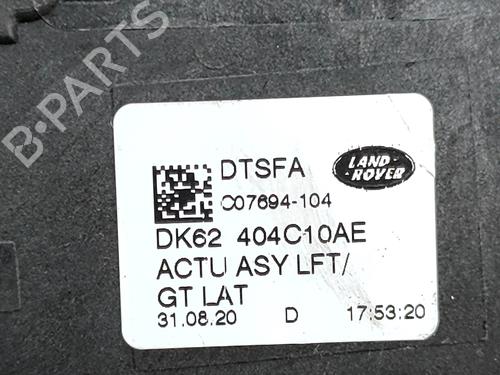 B-PARTS
DTSFA
LAND-
ROVER
C07694-104
DK62 404C10AE
ACTU ASY LFT/
GT LAT
31.08.20 D 17:53:20